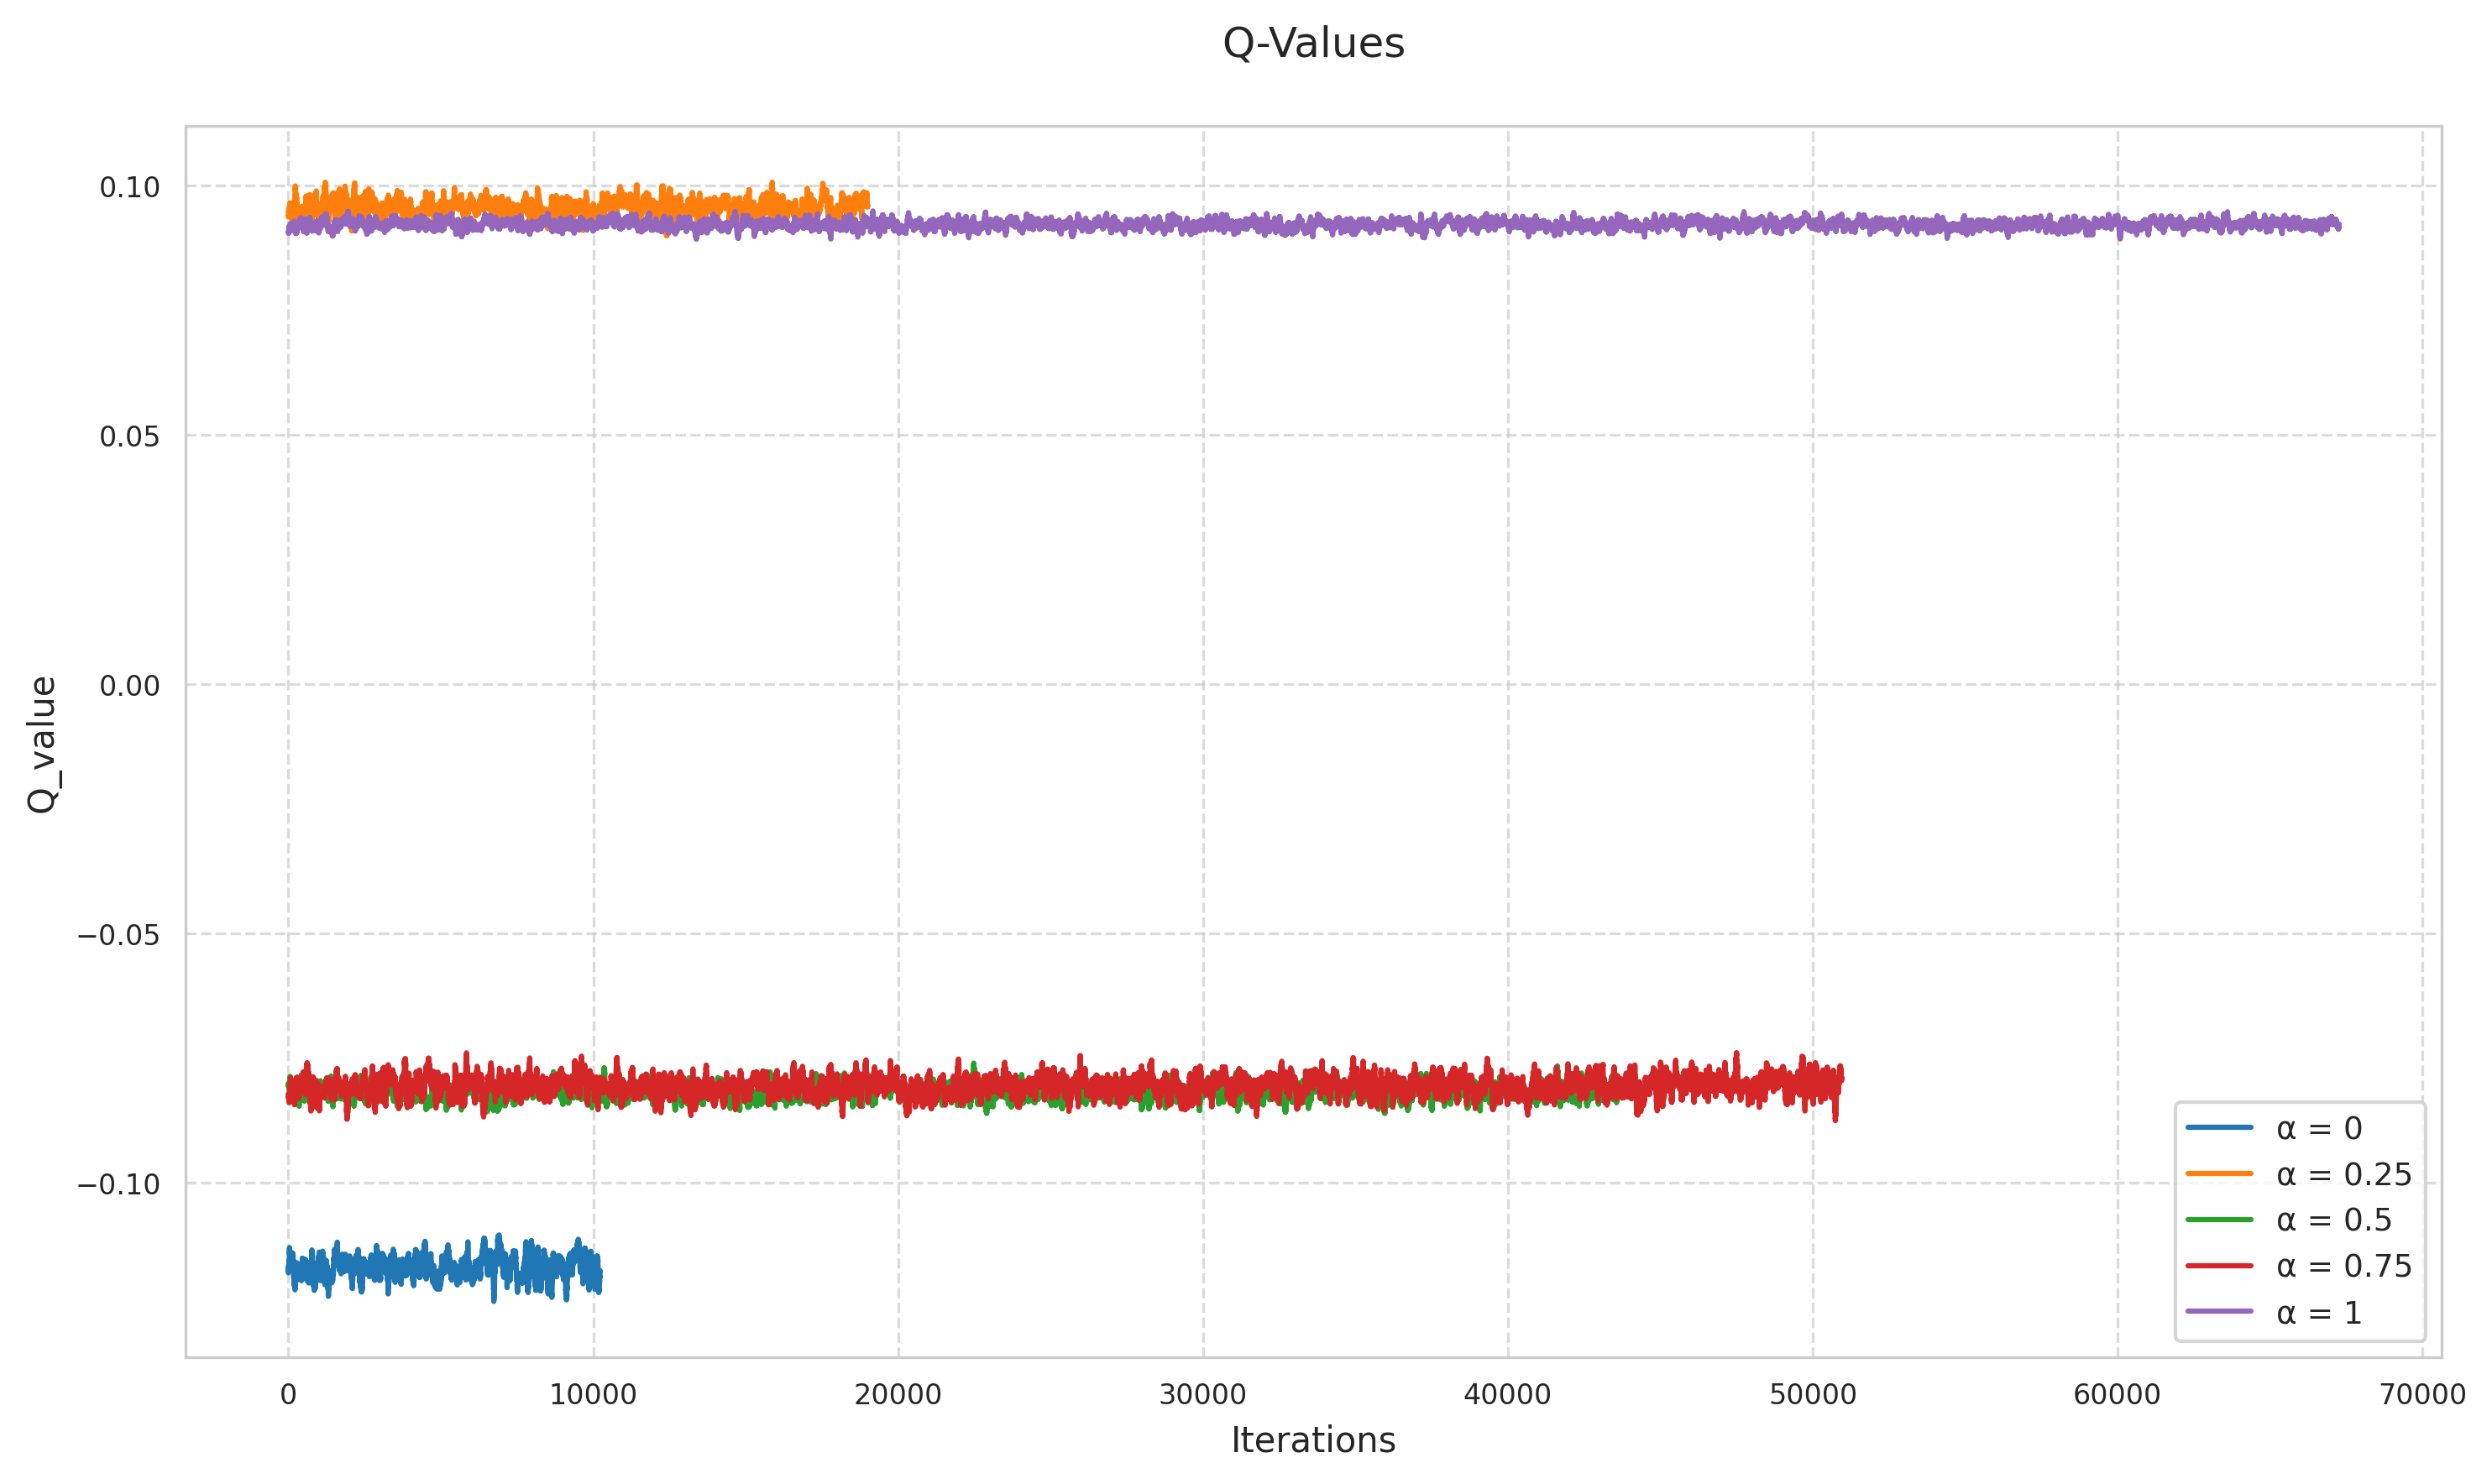 Q-Values
0.10
0.05
0.00
−0.05
−0.10
Q_value
0
10000
20000
30000
40000
50000
60000
70000
Iterations
α = 0
α = 0.25
α = 0.5
α = 0.75
α = 1